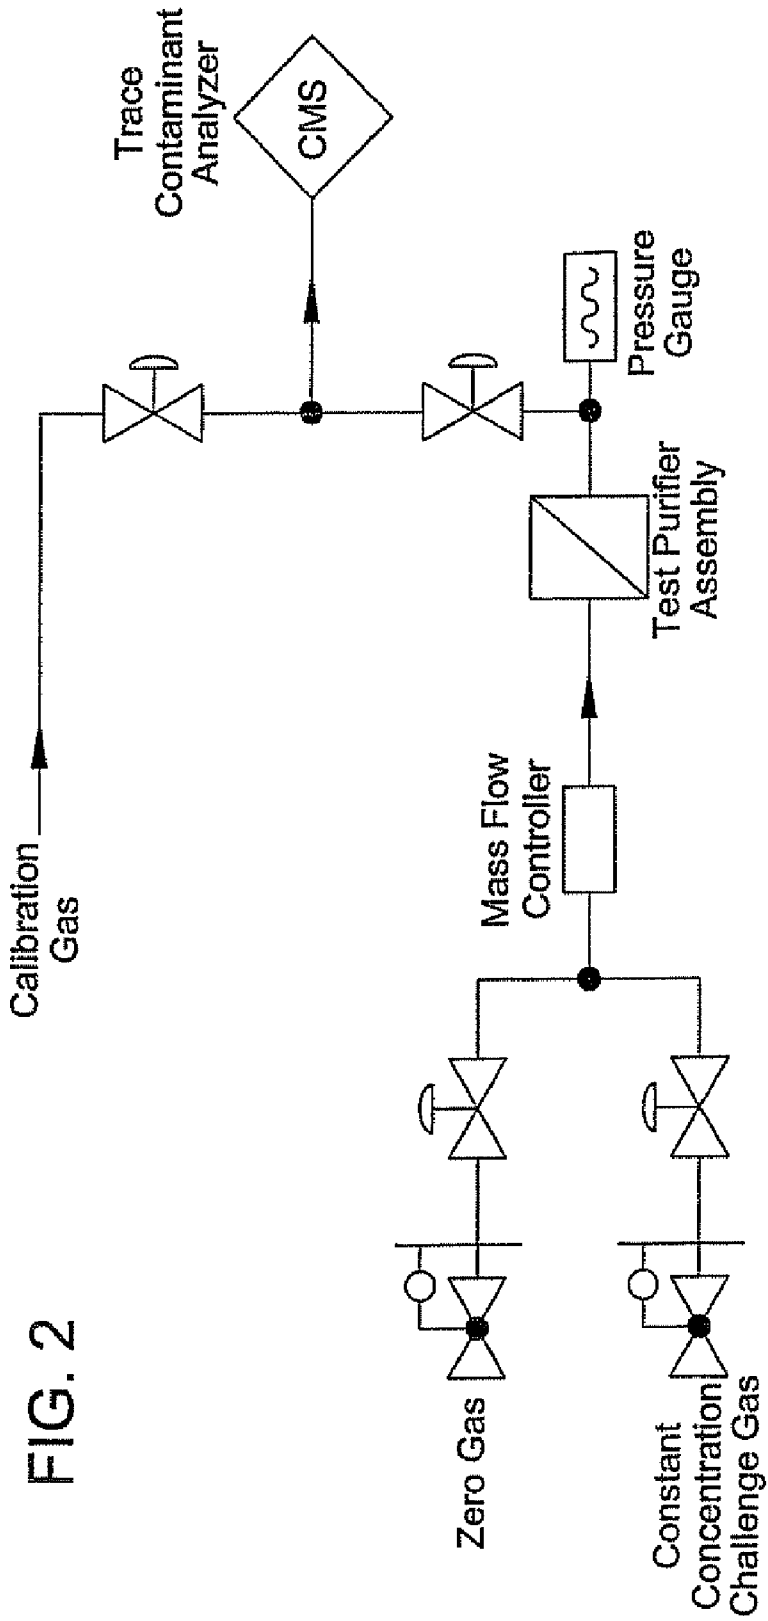 FIG. 2
Calibration
Gas
Trace
Contaminant
Analyzer
CMS
Zero Gas
Constant
Concentration
Challenge Gas
Mass Flow
Controller
Test Purifier
Assembly
Pressure
Gauge